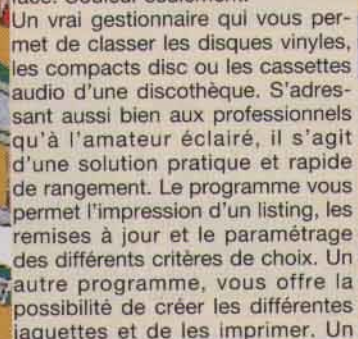 face. Couleur seulement.
Un vrai gestionnaire qui vous per-
met de classer les disques vinyles,
les compacts disc ou les cassettes
audio d'une discothèque. S'adres-
sant aussi bien aux professionnels
qu'à l'amateur éclairé, il s'agit
d'une solution pratique et rapide
de rangement. Le programme vous
permet l'impression d'un listing, les
remises à jour et le paramétrage
des différents critères de choix. Un
autre programme, vous offre la
possibilité de créer les différentes
jaquettes et de les imprimer. Un